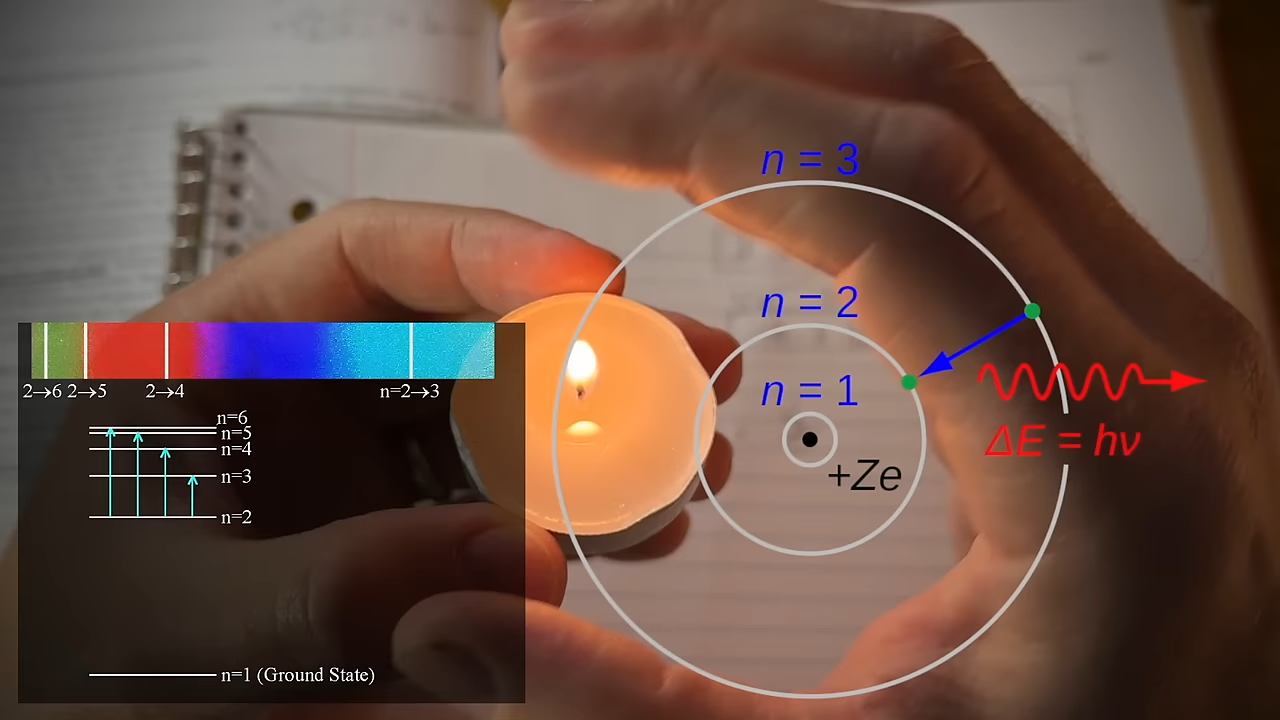 n = 3
n = 2
n = 1
+Ze
ΔE = hν
2→6 2→5 2→4 n=2→3
n=6
n=5
n=4
n=3
n=2
n=1 (Ground State)